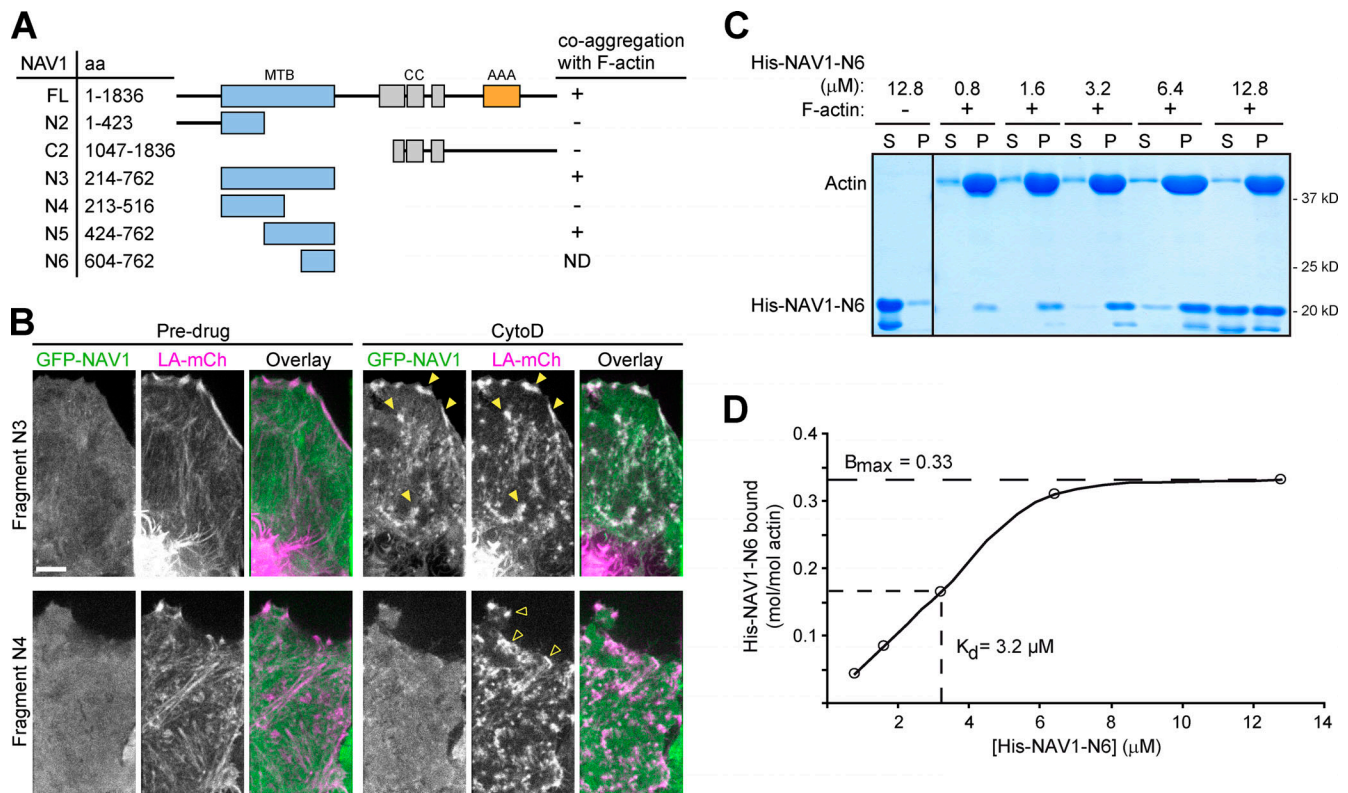 A
NAV1 aa MTB CC AAA co-aggregation with F-actin
FL 1-1836 +
N2 1-423 -
C2 1047-1836 -
N3 214-762 +
N4 213-516 -
N5 424-762 +
N6 604-762 ND
B
Pre-drug CytoD
GFP-NAV1 LA-mCh Overlay GFP-NAV1 LA-mCh Overlay
Fragment N3
Fragment N4
C
His-NAV1-N6
(μM): 12.8 0.8 1.6 3.2 6.4 12.8
F-actin: - + + + + +
S P S P S P S P S P S P
Actin
- 37 kD
- 25 kD
His-NAV1-N6 - 20 kD
D
0.4
Bmax = 0.33
0.3
0.2
0.1
Kd= 3.2 μM
His-NAV1-N6 bound
(mol/mol actin)
2 4 6 8 10 12 14
[His-NAV1-N6] (μM)